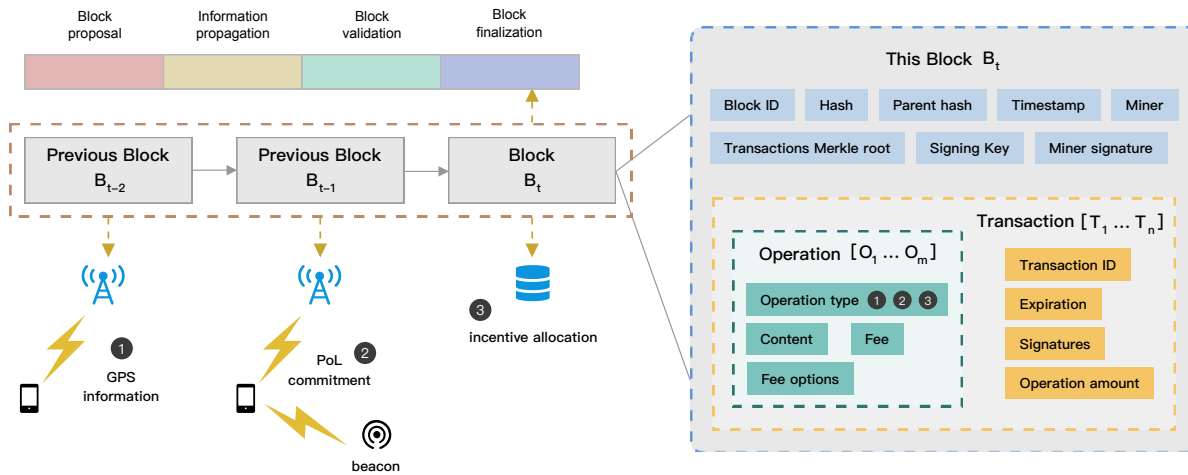 Block
proposal
Information
propagation
Block
validation
Block
finalization
Previous Block
B_{t-2}
Previous Block
B_{t-1}
Block
B_t
1
GPS
information
PoL
commitment
2
beacon
3
incentive allocation
This Block B_t
Block ID
Hash
Parent hash
Timestamp
Miner
Transactions Merkle root
Signing Key
Miner signature
Transaction [T_1 ... T_n]
Operation [O_1 ... O_m]
Operation type 1 2 3
Content
Fee
Fee options
Transaction ID
Expiration
Signatures
Operation amount